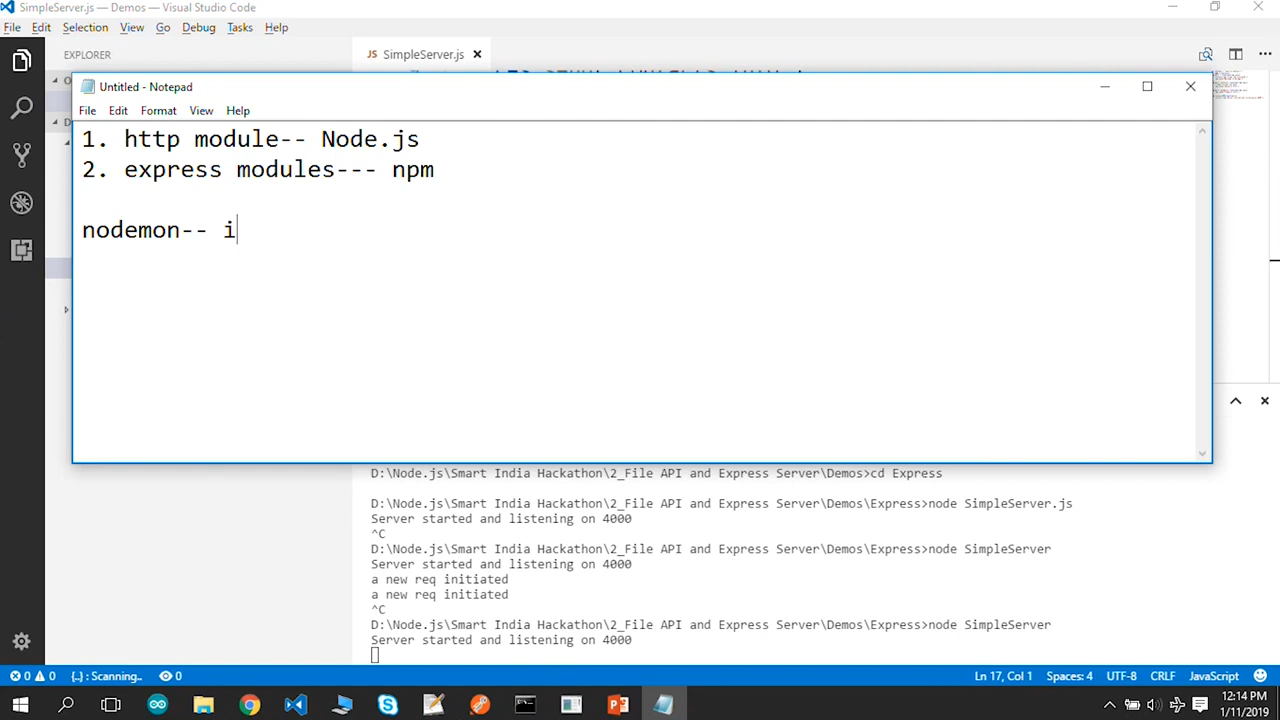 SimpleServer.js — Demos — Visual Studio Code
File Edit Selection View Go Debug Tasks Help
EXPLORER
JS SimpleServer.js
Untitled - Notepad
File Edit Format View Help
1. http module-- Node.js
2. express modules--- npm
nodemon-- i
D:\Node.js\Smart India Hackathon\2_File API and Express Server\Demos>cd Express
D:\Node.js\Smart India Hackathon\2_File API and Express Server\Demos\Express>node SimpleServer.js
Server started and listening on 4000
^C
D:\Node.js\Smart India Hackathon\2_File API and Express Server\Demos\Express>node SimpleServer
Server started and listening on 4000
a new req initiated
a new req initiated
^C
D:\Node.js\Smart India Hackathon\2_File API and Express Server\Demos\Express>node SimpleServer
Server started and listening on 4000
0 0 {..} : Scanning.. 0 Ln 17, Col 1 Spaces: 4 UTF-8 CRLF JavaScript
12:14 PM
1/11/2019